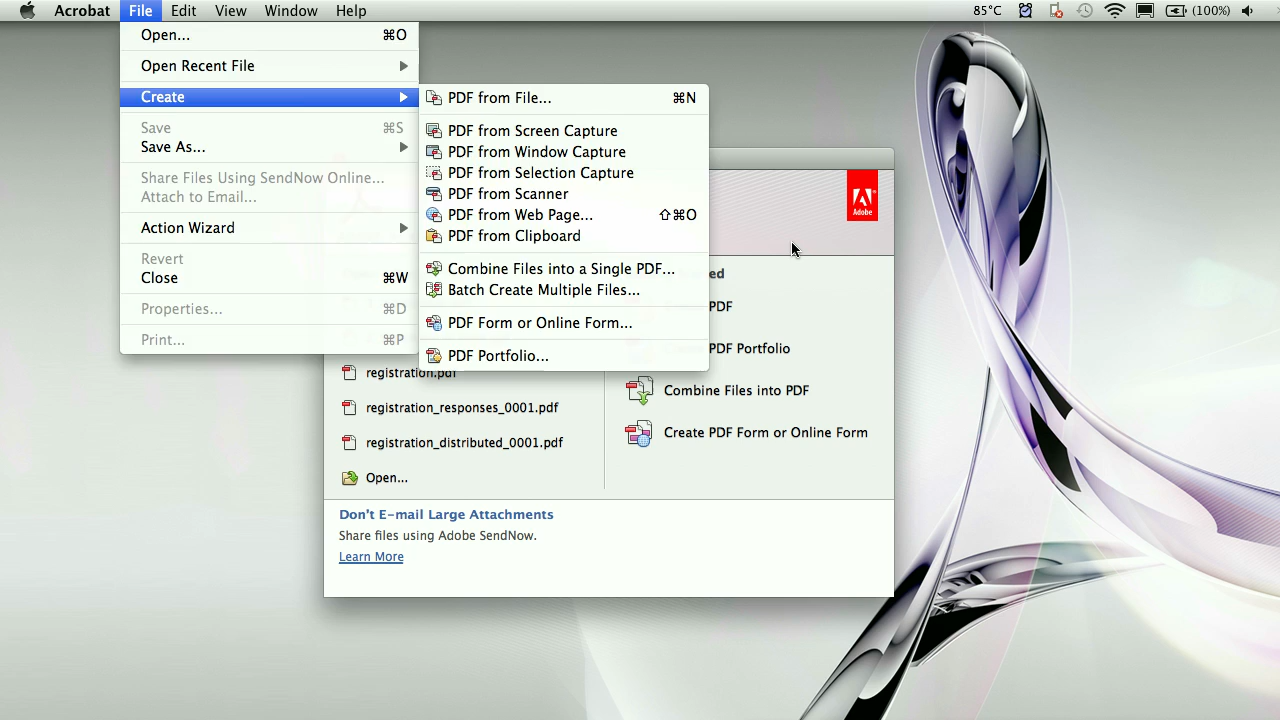 Acrobat File Edit View Window Help 85°C (100%)
Open... ⌘O
Open Recent File
Create
Save ⌘S
Save As...
Share Files Using SendNow Online...
Attach to Email...
Action Wizard
Revert
Close ⌘W
Properties... ⌘D
Print... ⌘P
PDF from File... ⌘N
PDF from Screen Capture
PDF from Window Capture
PDF from Selection Capture
PDF from Scanner
PDF from Web Page... ⇧⌘O
PDF from Clipboard
Combine Files into a Single PDF...
Batch Create Multiple Files...
PDF Form or Online Form...
PDF Portfolio...
Adobe
PDF
PDF Portfolio
Combine Files into PDF
Create PDF Form or Online Form
registration.pdf
registration_responses_0001.pdf
registration_distributed_0001.pdf
Open...
Don't E-mail Large Attachments
Share files using Adobe SendNow.
Learn More